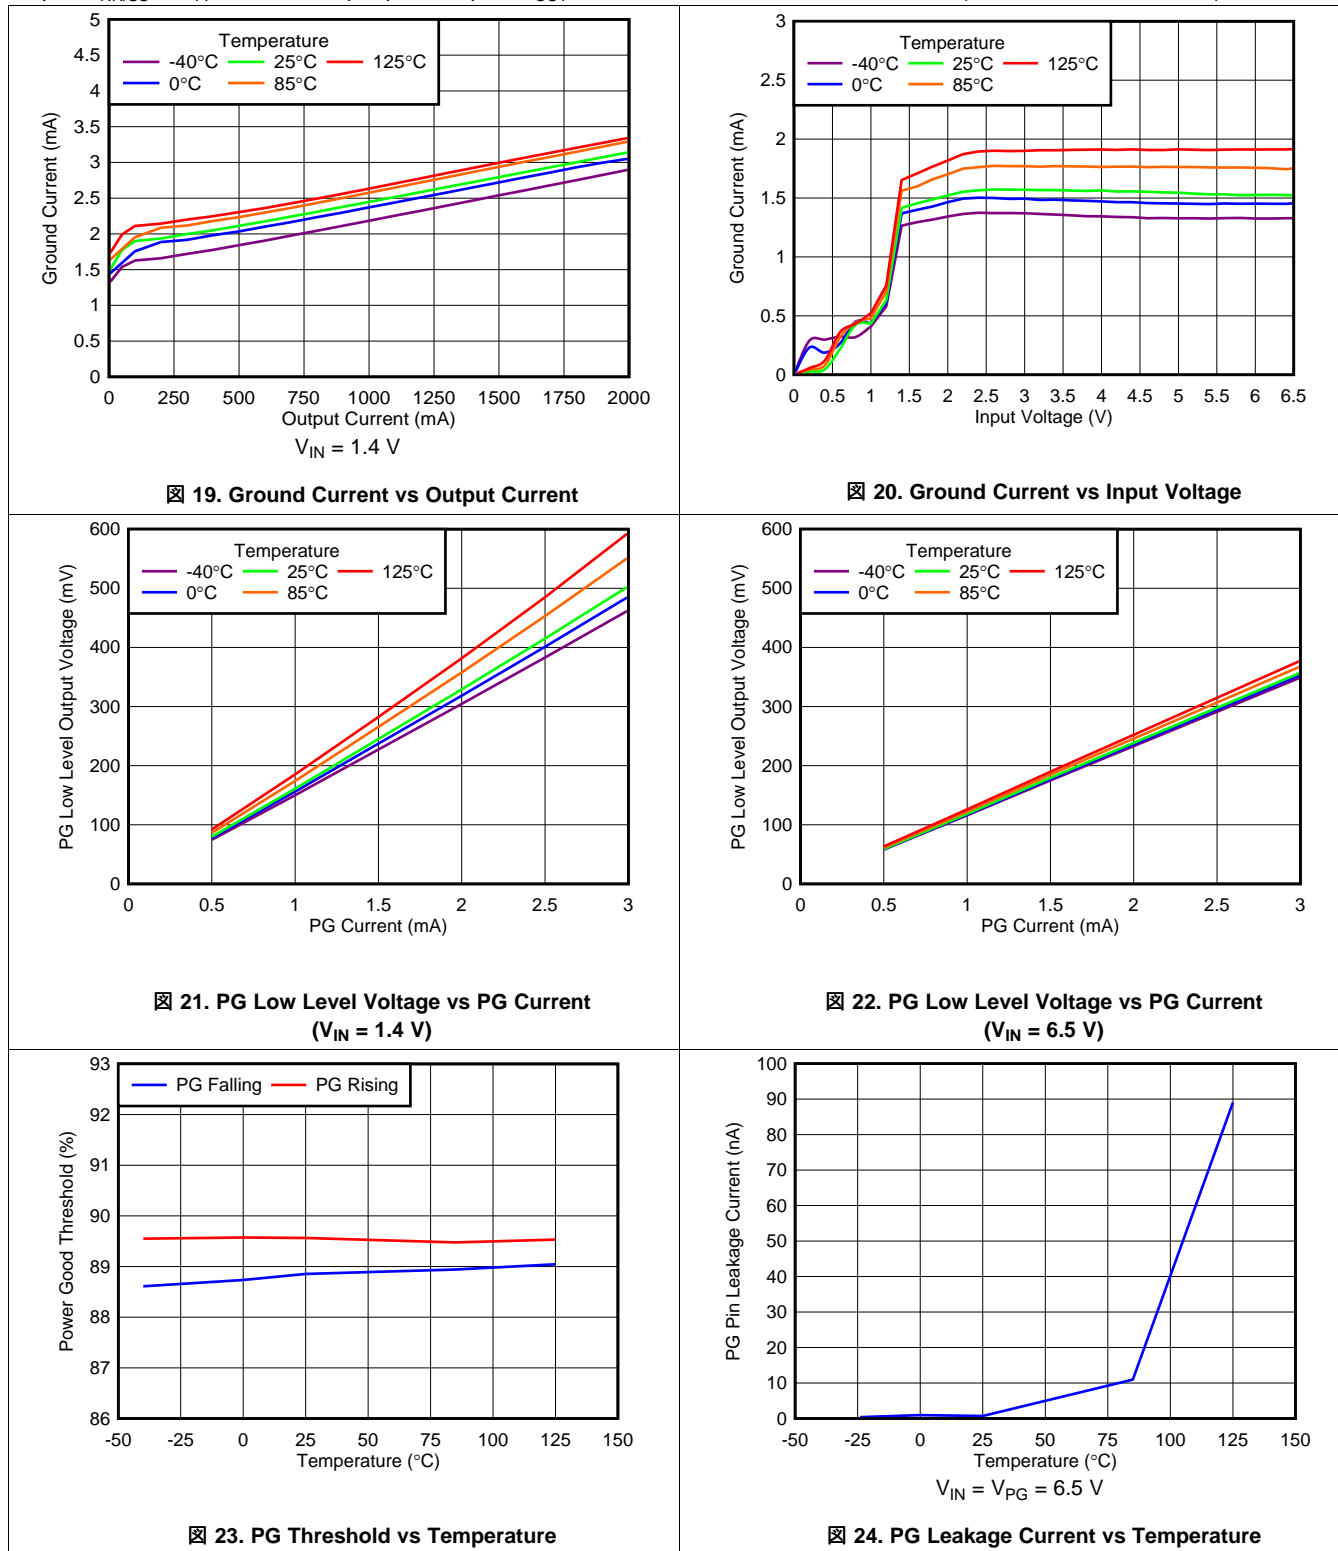 5
4.5
4
3.5
3
2.5
2
1.5
1
0.5
0
Ground Current (mA)
Temperature
-40°C 25°C 125°C
0°C 85°C
0 250 500 750 1000 1250 1500 1750 2000
Output Current (mA)
V_IN = 1.4 V
図 19. Ground Current vs Output Current
3
2.5
2
1.5
1
0.5
0
Ground Current (mA)
Temperature
-40°C 25°C 125°C
0°C 85°C
0 0.5 1 1.5 2 2.5 3 3.5 4 4.5 5 5.5 6 6.5
Input Voltage (V)
図 20. Ground Current vs Input Voltage
600
500
400
300
200
100
0
PG Low Level Output Voltage (mV)
Temperature
-40°C 25°C 125°C
0°C 85°C
0 0.5 1 1.5 2 2.5 3
PG Current (mA)
図 21. PG Low Level Voltage vs PG Current
(V_IN = 1.4 V)
600
500
400
300
200
100
0
PG Low Level Output Voltage (mV)
Temperature
-40°C 25°C 125°C
0°C 85°C
0 0.5 1 1.5 2 2.5 3
PG Current (mA)
図 22. PG Low Level Voltage vs PG Current
(V_IN = 6.5 V)
93
92
91
90
89
88
87
86
Power Good Threshold (%)
PG Falling PG Rising
-50 -25 0 25 50 75 100 125 150
Temperature (°C)
図 23. PG Threshold vs Temperature
100
90
80
70
60
50
40
30
20
10
0
PG Pin Leakage Current (nA)
-50 -25 0 25 50 75 100 125 150
Temperature (°C)
V_IN = V_PG = 6.5 V
図 24. PG Leakage Current vs Temperature